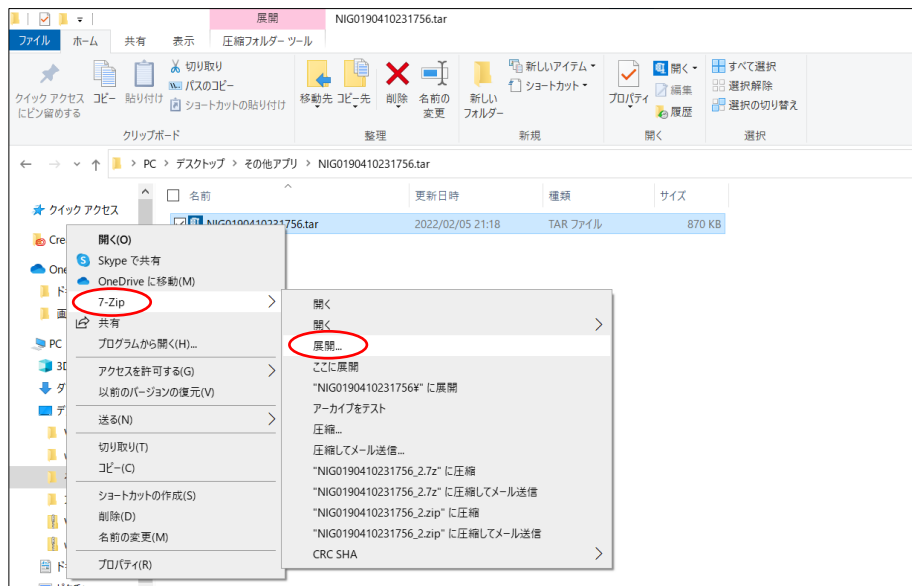 展開
NIG0190410231756.tar
ファイル
ホーム
共有
表示
圧縮フォルダー ツール
クイック アクセス
にピン留めする
コピー
貼り付け
切り取り
パスのコピー
ショートカットの貼り付け
クリップボード
移動先
コピー先
削除
名前の
変更
整理
新しい
フォルダー
新しいアイテム
ショートカット
新規
プロパティ
開く
編集
履歴
開く
すべて選択
選択解除
選択の切り替え
選択
PC
デスクトップ
その他アプリ
NIG0190410231756.tar
名前
更新日時
種類
サイズ
クイック アクセス
NIG0190410231756.tar
2022/02/05 21:18
TAR ファイル
870 KB
Cre
One
ド
画
PC
3D
ダ
デ
ド
開く(O)
Skype で共有
OneDrive に移動(M)
7-Zip
共有
プログラムから開く(H)...
アクセスを許可する(G)
以前のバージョンの復元(V)
送る(N)
切り取り(T)
コピー(C)
ショートカットの作成(S)
削除(D)
名前の変更(M)
プロパティ(R)
開く
開く
展開...
ここに展開
"NIG0190410231756¥" に展開
アーカイブをテスト
圧縮...
圧縮してメール送信...
"NIG0190410231756_2.7z" に圧縮
"NIG0190410231756_2.7z" に圧縮してメール送信
"NIG0190410231756_2.zip" に圧縮
"NIG0190410231756_2.zip" に圧縮してメール送信
CRC SHA